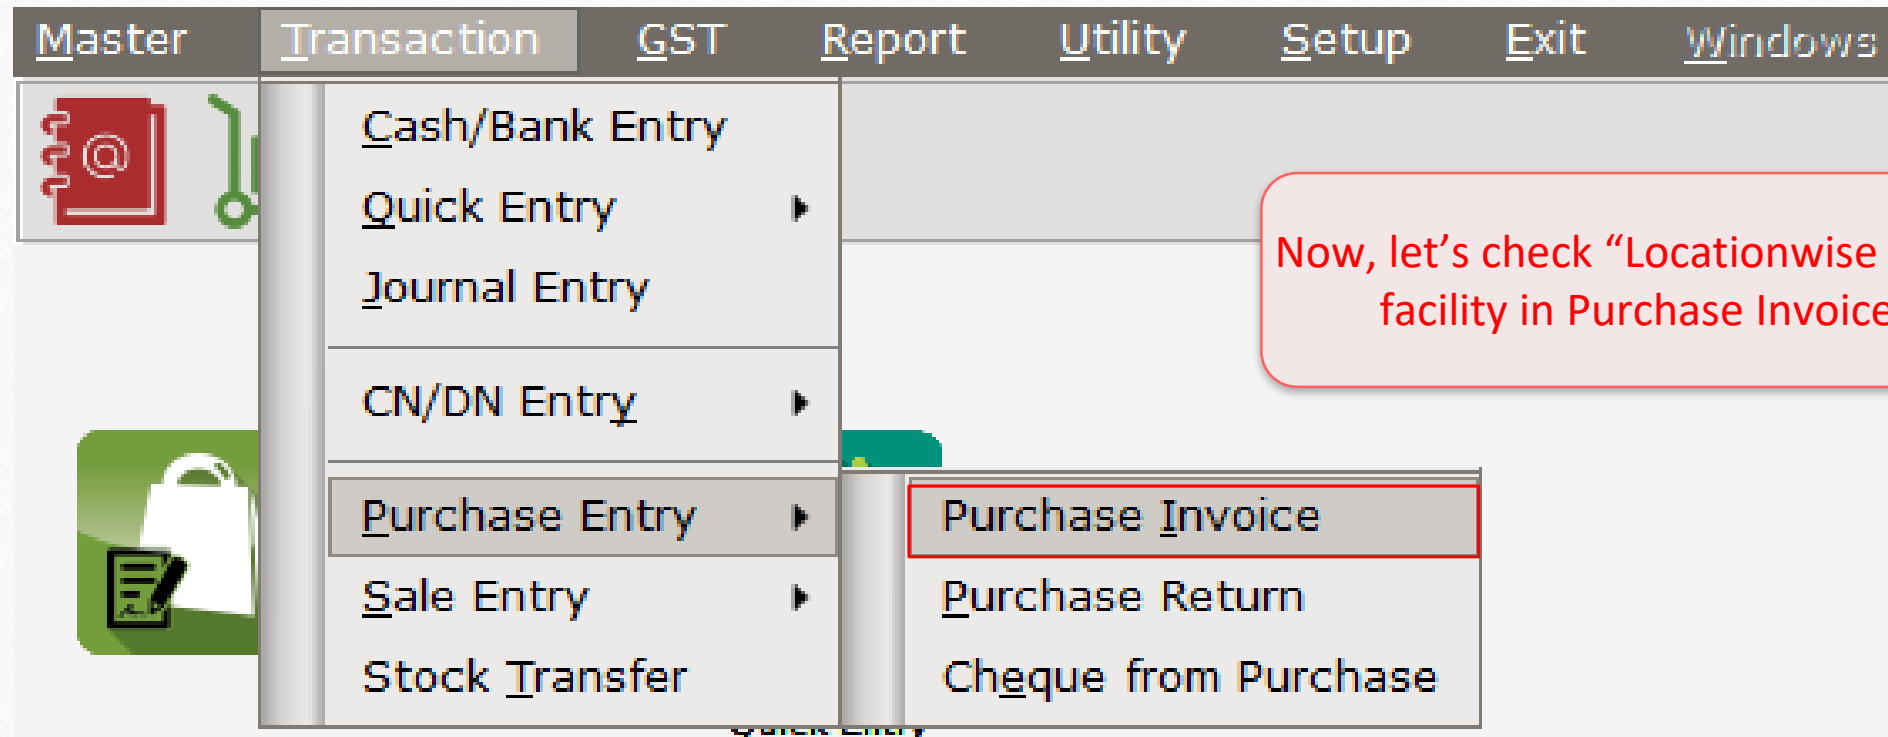 Master Transaction GST Report Utility Setup Exit Windows
@
Cash/Bank Entry
Quick Entry
Journal Entry
CN/DN Entry
Purchase Entry
Sale Entry
Stock Transfer
Purchase Invoice
Purchase Return
Cheque from Purchase
Now, let's check “Locationwise
facility in Purchase Invoice
Quick Entry